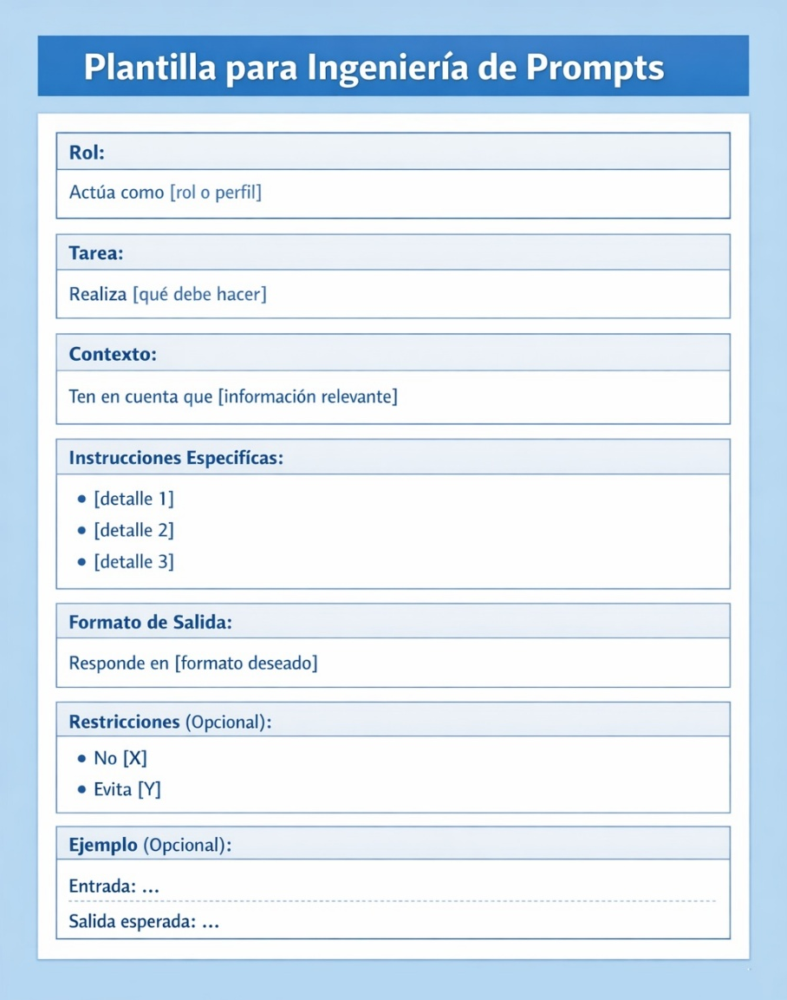 Plantilla para Ingeniería de Prompts
Rol:
Actúa como [rol o perfil]
Tarea:
Realiza [qué debe hacer]
Contexto:
Ten en cuenta que [información relevante]
Instrucciones Especifícas:
• [detalle 1]
• [detalle 2]
• [detalle 3]
Formato de Salida:
Responde en [formato deseado]
Restricciones (Opcional):
• No [X]
• Evita [Y]
Ejemplo (Opcional):
Entrada: ...
Salida esperada: ...